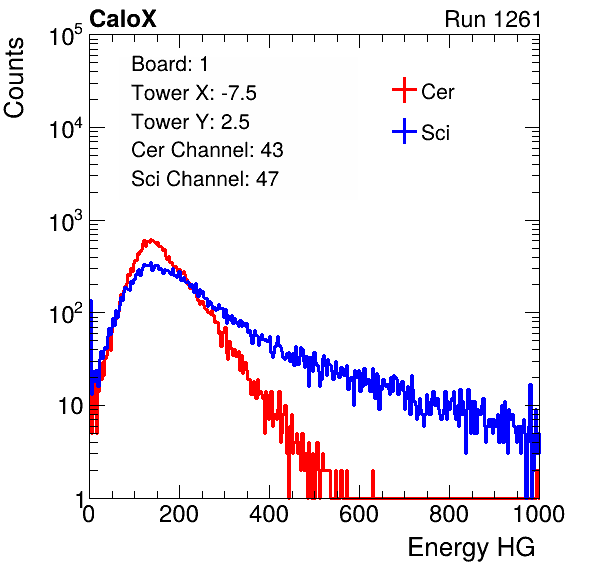 CaloX Run 1261
Counts
10^5
10^4
10^3
10^2
10
1
Board: 1
Tower X: -7.5
Tower Y: 2.5
Cer Channel: 43
Sci Channel: 47
Cer
Sci
0 200 400 600 800 1000
Energy HG